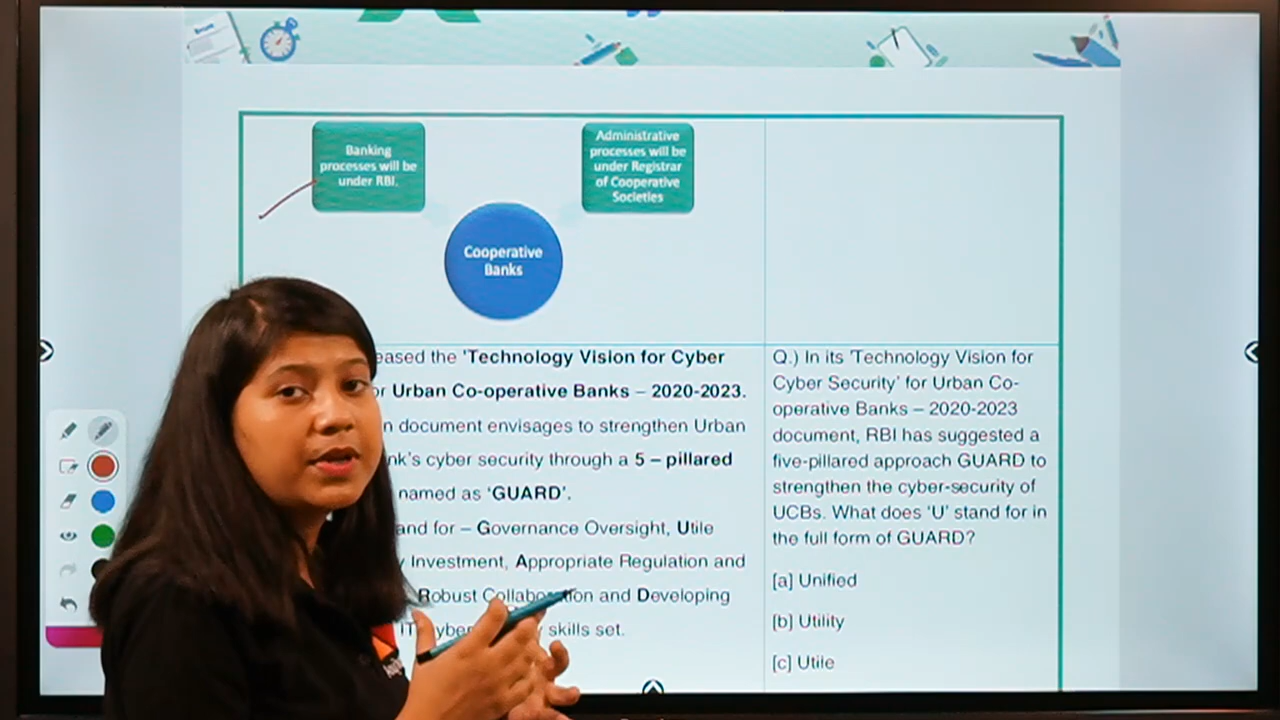 Banking
processes will be
under RBI.
Administrative
processes will be
under Registrar
of Cooperative
Societies
Cooperative
Banks
eased the 'Technology Vision for Cyber
or Urban Co-operative Banks – 2020-2023.
n document envisages to strengthen Urban
nk's cyber security through a 5 – pillared
named as 'GUARD'.
and for – Governance Oversight, Utile
y Investment, Appropriate Regulation and
Robust Collaboration and Developing
IT, skills set.
Q.) In its 'Technology Vision for
Cyber Security' for Urban Co-
operative Banks – 2020-2023
document, RBI has suggested a
five-pillared approach GUARD to
strengthen the cyber-security of
UCBs. What does 'U' stand for in
the full form of GUARD?
[a] Unified
[b] Utility
[c] Utile